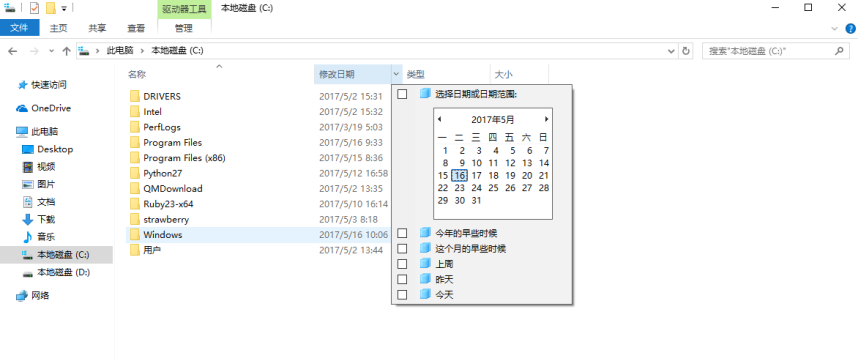 驱动器工具 本地磁盘 (C:)
文件 主页 共享 查看 管理
此电脑 本地磁盘 (C:) 搜索"本地磁盘 (C:)"
名称 修改日期 类型 大小
快速访问
OneDrive
此电脑
Desktop
视频
图片
文档
下载
音乐
本地磁盘 (C:)
本地磁盘 (D:)
网络
DRIVERS 2017/5/2 15:31
Intel 2017/5/2 15:32
PerfLogs 2017/3/19 5:03
Program Files 2017/5/16 9:33
Program Files (x86) 2017/5/15 8:36
Python27 2017/5/12 16:58
QMDownload 2017/5/2 13:35
Ruby23-x64 2017/5/10 16:14
strawberry 2017/5/3 8:18
Windows 2017/5/16 10:06
用户 2017/5/2 13:44
选择日期或日期范围:
2017年5月
一 二 三 四 五 六 日
1 2 3 4 5 6 7
8 9 10 11 12 13 14
15 16 17 18 19 20 21
22 23 24 25 26 27 28
29 30 31
今年的早些时候
这个月的早些时候
上周
昨天
今天